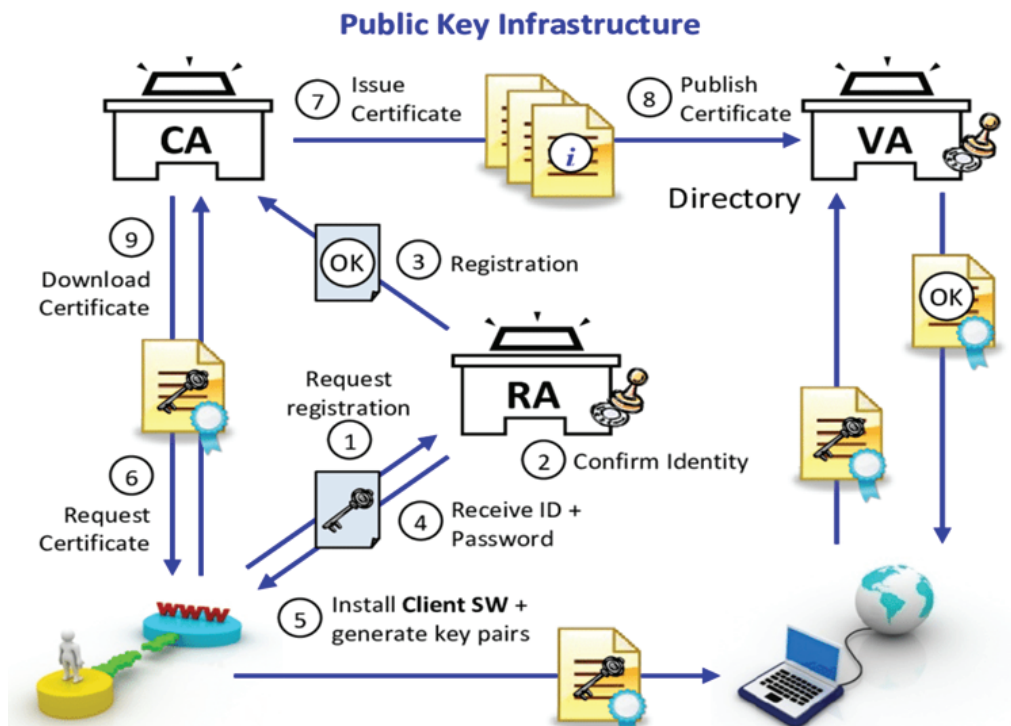 Public Key Infrastructure
7 Issue
Certificate
8 Publish
Certificate
CA
i
VA
Directory
9
Download
Certificate
OK
3 Registration
OK
Request
registration
1
RA
2 Confirm Identity
6
Request
Certificate
4 Receive ID +
Password
www
5 Install Client SW +
generate key pairs